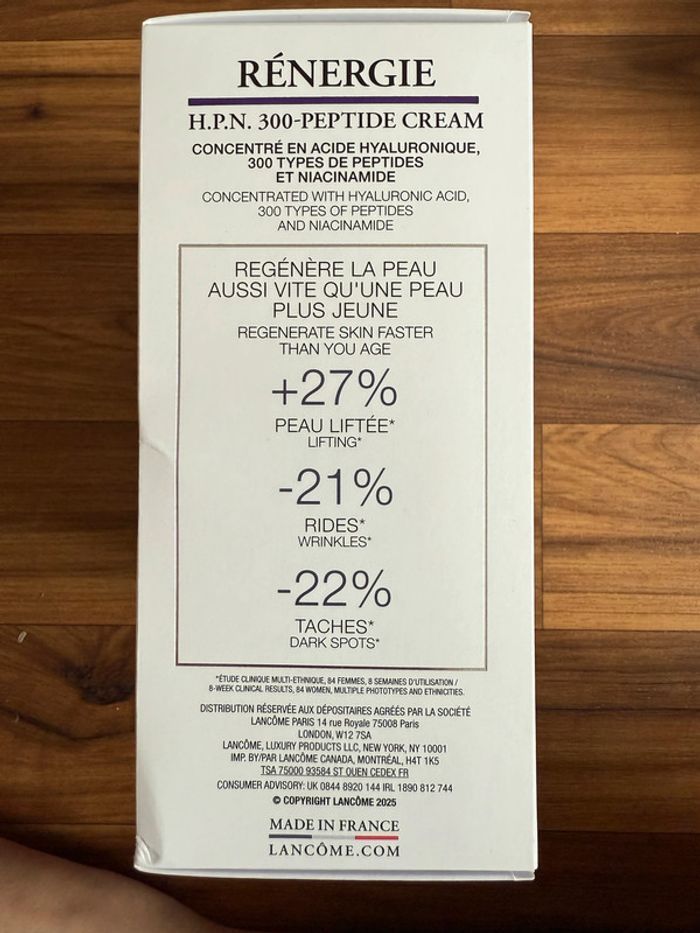 RÉNERGIE
H.P.N. 300-PEPTIDE CREAM
CONCENTRÉ EN ACIDE HYALURONIQUE,
300 TYPES DE PEPTIDES
ET NIACINAMIDE
CONCENTRATED WITH HYALURONIC ACID,
300 TYPES OF PEPTIDES
AND NIACINAMIDE
REGÉNÈRE LA PEAU
AUSSI VITE QU'UNE PEAU
PLUS JEUNE
REGENERATE SKIN FASTER
THAN YOU AGE
+27%
PEAU LIFTÉE*
LIFTING*
-21%
RIDES*
WRINKLES*
-22%
TACHES*
DARK SPOTS*
*ÉTUDE CLINIQUE MULTI-ETHNIQUE, 84 FEMMES, 8 SEMAINES D'UTILISATION /
8-WEEK CLINICAL RESULTS, 84 WOMEN, MULTIPLE PHOTOTYPES AND ETHNICITIES.
DISTRIBUTION RÉSERVÉE AUX DÉPOSITAIRES AGRÉÉS PAR LA SOCIÉTÉ
LANCÔME PARIS 14 rue Royale 75008 Paris
LONDON, W12 7SA
LANCÔME, LUXURY PRODUCTS LLC, NEW YORK, NY 10001
IMP. BY/PAR LANCÔME CANADA, MONTRÉAL, H4T 1K5
TSA 75000 93584 ST OUEN CEDEX FR
CONSUMER ADVISORY: UK 0844 8920 144 IRL 1890 812 744
© COPYRIGHT LANCÔME 2025
MADE IN FRANCE
LANCÔME.COM